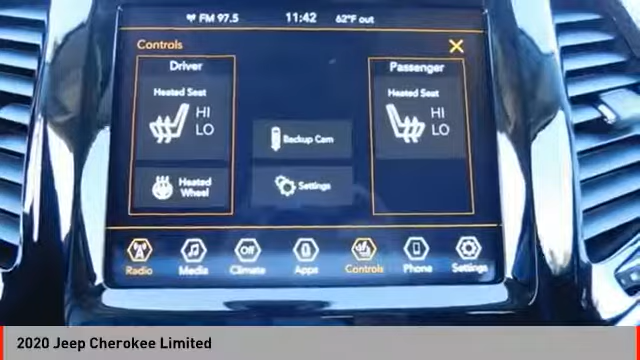 FM 97.5 11:42 62°F out
Controls
Driver
Passenger
Heated Seat
HI
LO
Heated Seat
HI
LO
Backup Cam
Heated
Wheel
Settings
Off
Radio Media Climate Apps Controls Phone Settings
2020 Jeep Cherokee Limited